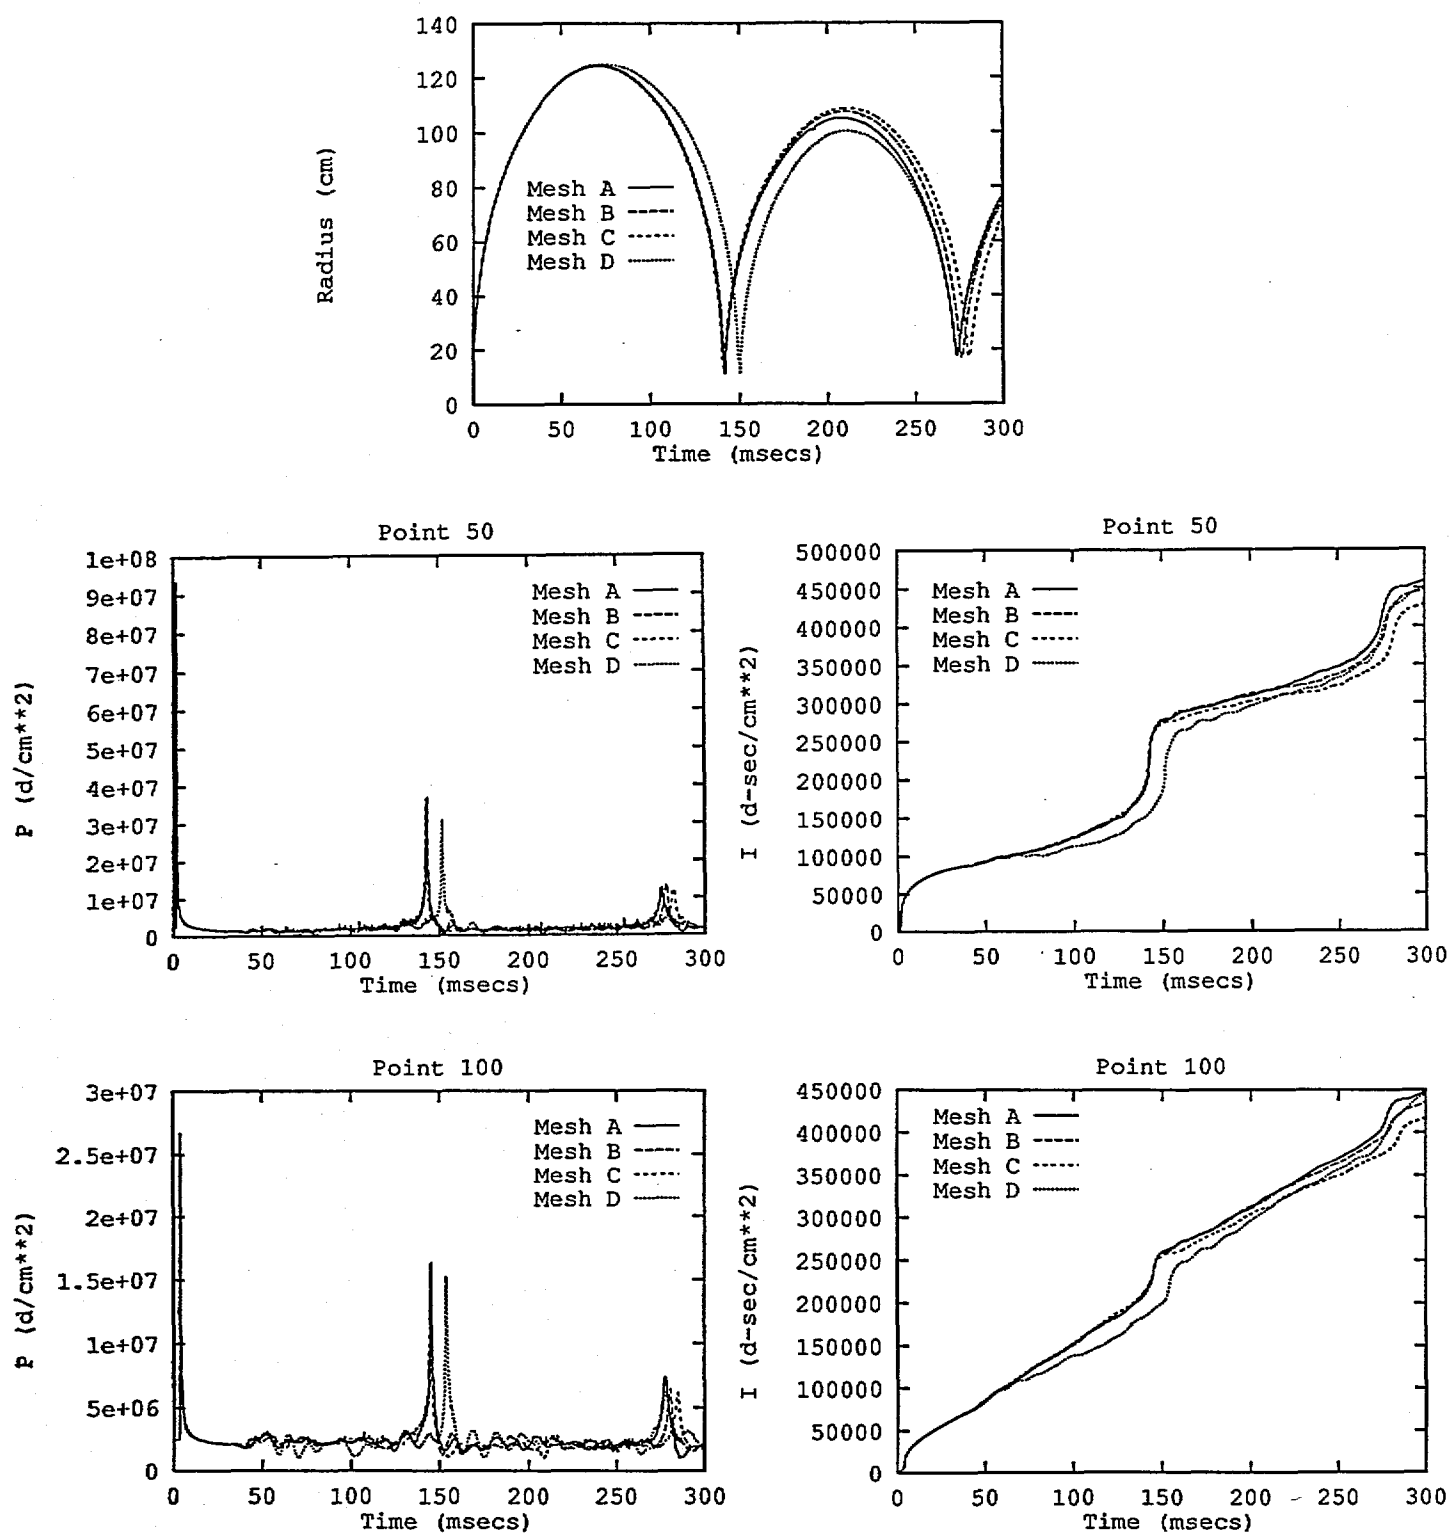 140
120
100
80
60
40
20
0
Radius (cm)
Mesh A
Mesh B
Mesh C
Mesh D
0 50 100 150 200 250 300
Time (msecs)
Point 50
1e+08
9e+07
8e+07
7e+07
6e+07
5e+07
4e+07
3e+07
2e+07
1e+07
0
P (d/cm**2)
Mesh A
Mesh B
Mesh C
Mesh D
0 50 100 150 200 250 300
Time (msecs)
Point 50
500000
450000
400000
350000
300000
250000
200000
150000
100000
50000
0
I (d-sec/cm**2)
Mesh A
Mesh B
Mesh C
Mesh D
0 50 100 150 200 250 300
Time (msecs)
Point 100
3e+07
2.5e+07
2e+07
1.5e+07
1e+07
5e+06
0
P (d/cm**2)
Mesh A
Mesh B
Mesh C
Mesh D
0 50 100 150 200 250 300
Time (msecs)
Point 100
450000
400000
350000
300000
250000
200000
150000
100000
50000
0
I (d-sec/cm**2)
Mesh A
Mesh B
Mesh C
Mesh D
0 50 100 150 200 250 300
Time (msecs)